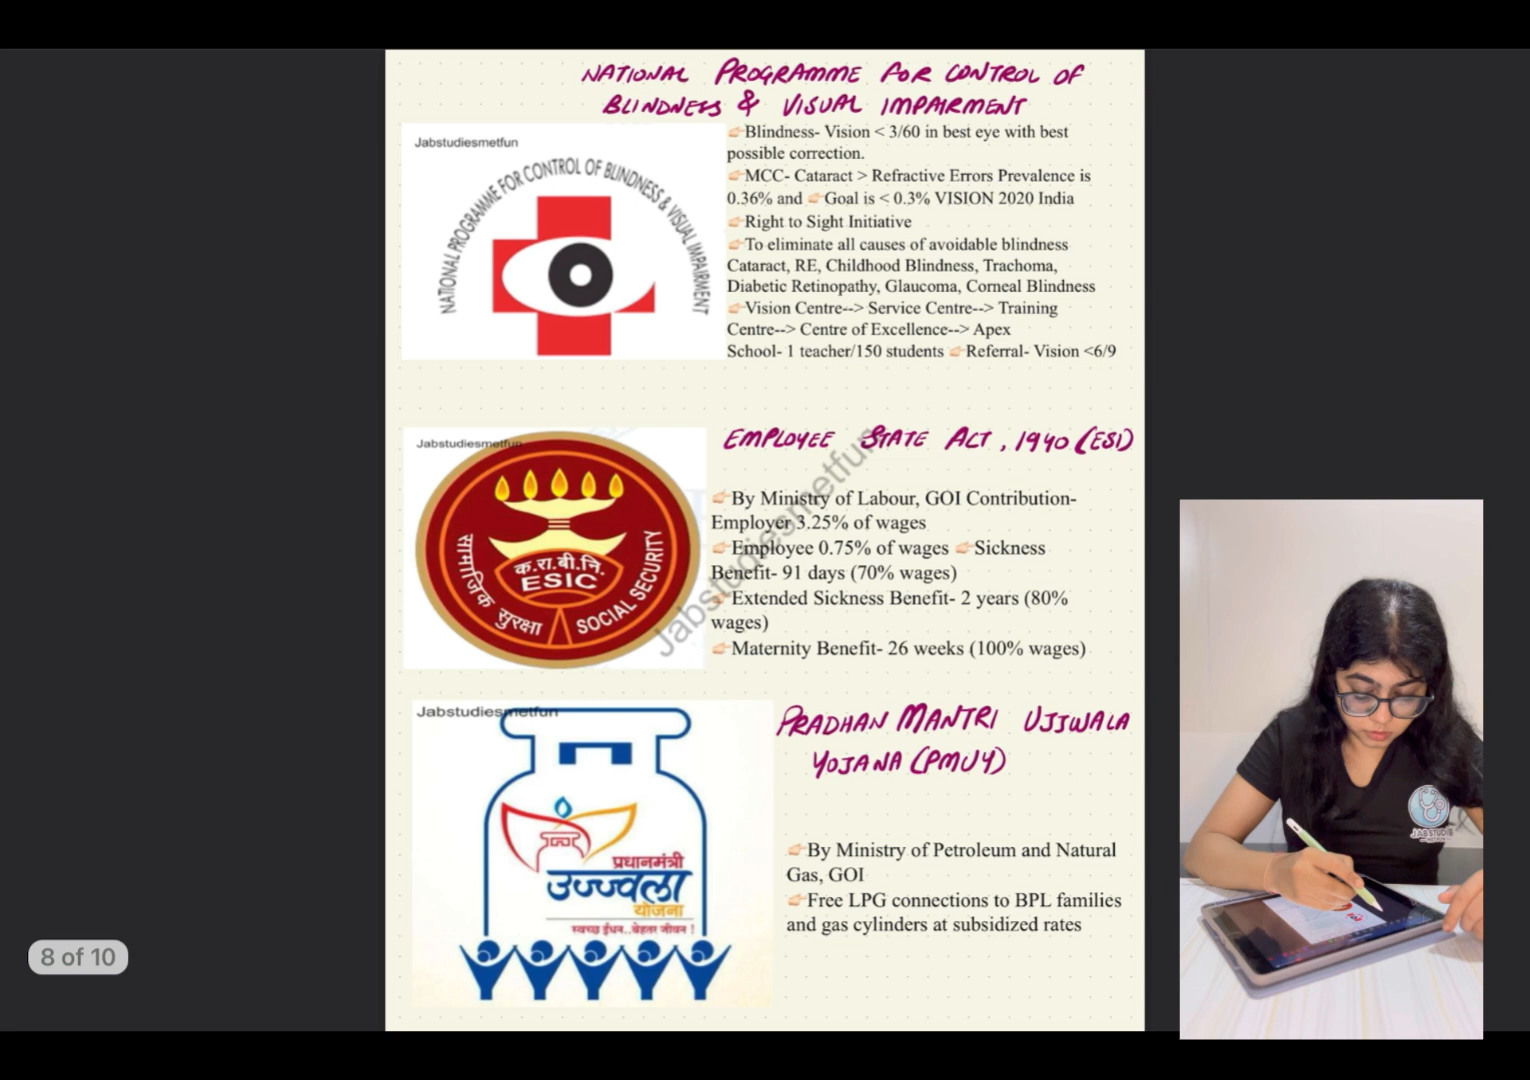 NATIONAL PROGRAMME FOR CONTROL OF
BLINDNESS & VISUAL IMPAIRMENT
Jabstudiesmetfun
NATIONAL PROGRAMME FOR CONTROL OF BLINDNESS & VISUAL IMPAIRMENT
👉Blindness- Vision < 3/60 in best eye with best
possible correction.
👉MCC- Cataract > Refractive Errors Prevalence is
0.36% and 👉Goal is < 0.3% VISION 2020 India
👉Right to Sight Initiative
👉To eliminate all causes of avoidable blindness
Cataract, RE, Childhood Blindness, Trachoma,
Diabetic Retinopathy, Glaucoma, Corneal Blindness
👉Vision Centre--> Service Centre--> Training
Centre--> Centre of Excellence--> Apex
School- 1 teacher/150 students 👉Referral- Vision <6/9
EMPLOYEE STATE ACT, 1940 (ESI)
Jabstudiesmetfun
क.रा.बी.नि.
ESIC
सामाजिक सुरक्षा
SOCIAL SECURITY
👉By Ministry of Labour, GOI Contribution-
Employer 3.25% of wages
👉Employee 0.75% of wages 👉Sickness
Benefit- 91 days (70% wages)
👉Extended Sickness Benefit- 2 years (80%
wages)
👉Maternity Benefit- 26 weeks (100% wages)
Jabstudiesmetfun
PRADHAN MANTRI UJJWALA
YOJANA (PMUY)
Jabstudiesmetfun
प्रधानमंत्री
उज्ज्वला
योजना
स्वच्छ ईंधन..बेहतर जीवन !
👉By Ministry of Petroleum and Natural
Gas, GOI
👉Free LPG connections to BPL families
and gas cylinders at subsidized rates
8 of 10